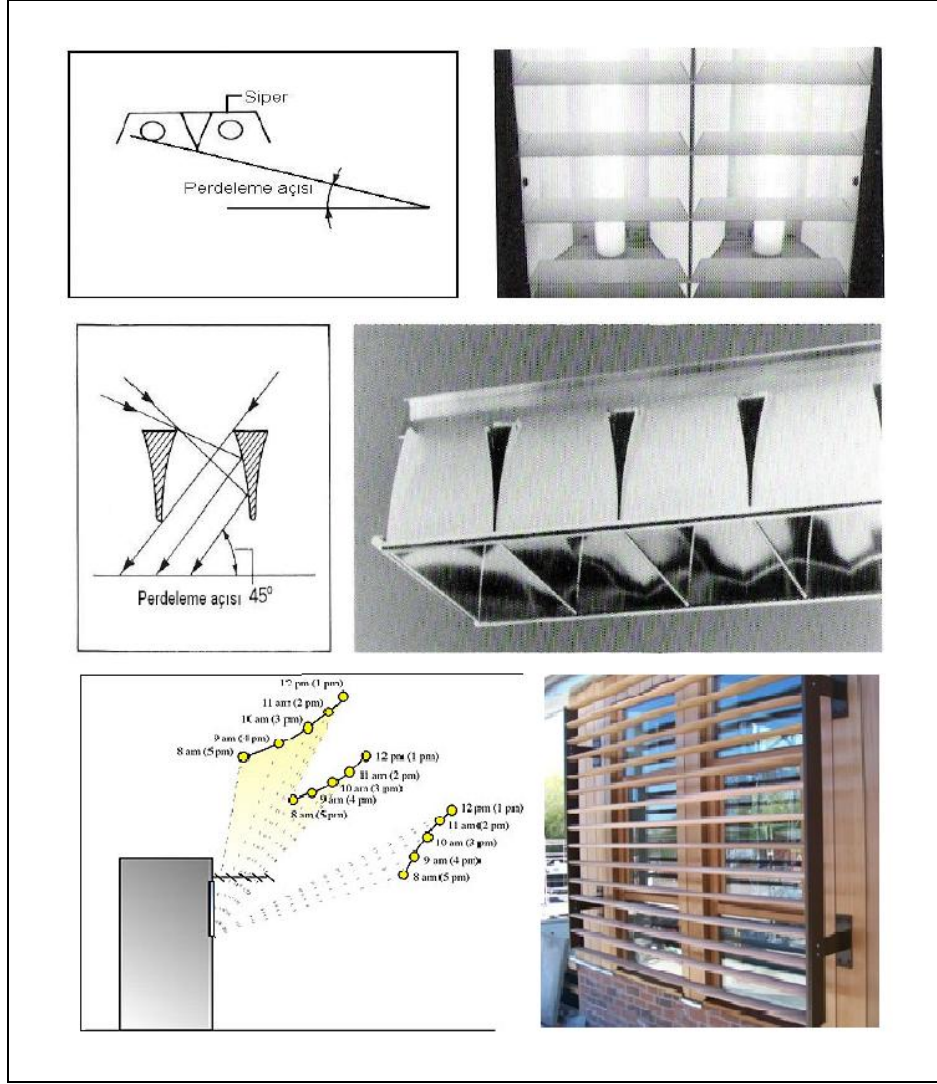 Siper
Perdeleme açısı
Perdeleme açısı 45º
12 pm (1 pm)
11 am (2 pm)
10 am (3 pm)
9 am (4 pm)
8 am (5 pm)
12 pm (1 pm)
11 am (2 pm)
10 am (3 pm)
9 am (4 pm)
8 am (5 pm)
12 pm (1 pm)
11 am (2 pm)
10 am (3 pm)
9 am (4 pm)
8 am (5 pm)